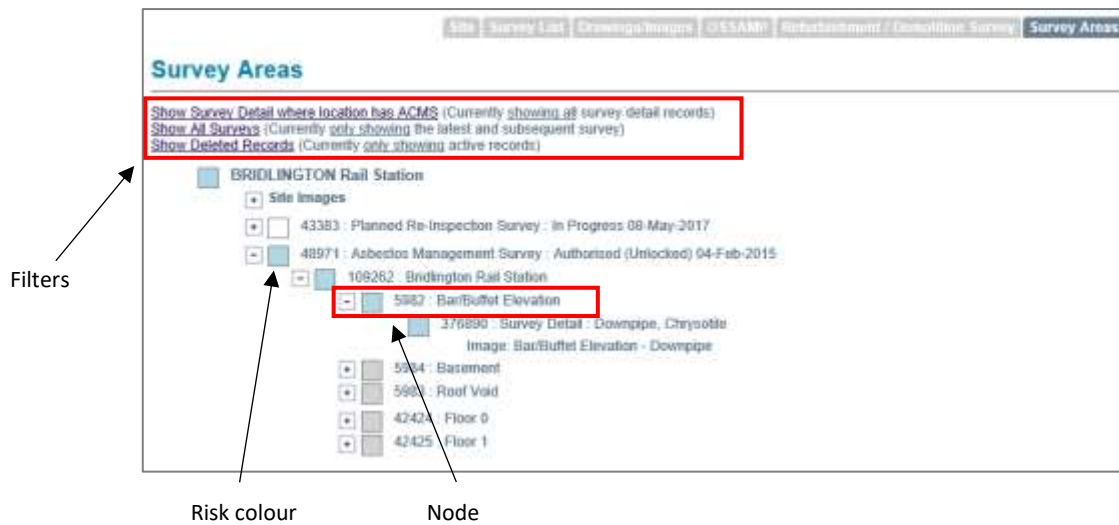 Site Survey List Drawings/Images OSSAMP Refurbishment / Demolition Survey Survey Areas
Survey Areas
Show Survey Detail where location has ACMS (Currently showing all survey detail records)
Show All Surveys (Currently only showing the latest and subsequent survey)
Show Deleted Records (Currently only showing active records)
BRIDLINGTON Rail Station
+ Site Images
+ 43383 : Planned Re-Inspection Survey : In Progress 08-May-2017
- 48971 : Asbestos Management Survey : Authorised (Unlocked) 04-Feb-2015
- 109262 : Bridlington Rail Station
- 5982 : Bar/Buffet Elevation
376890 : Survey Detail : Downpipe, Chrysotile
Image: Bar/Buffet Elevation - Downpipe
+ 5984 : Basement
+ 5983 : Roof Void
+ 42424 : Floor 0
+ 42425 : Floor 1
Filters
Risk colour
Node